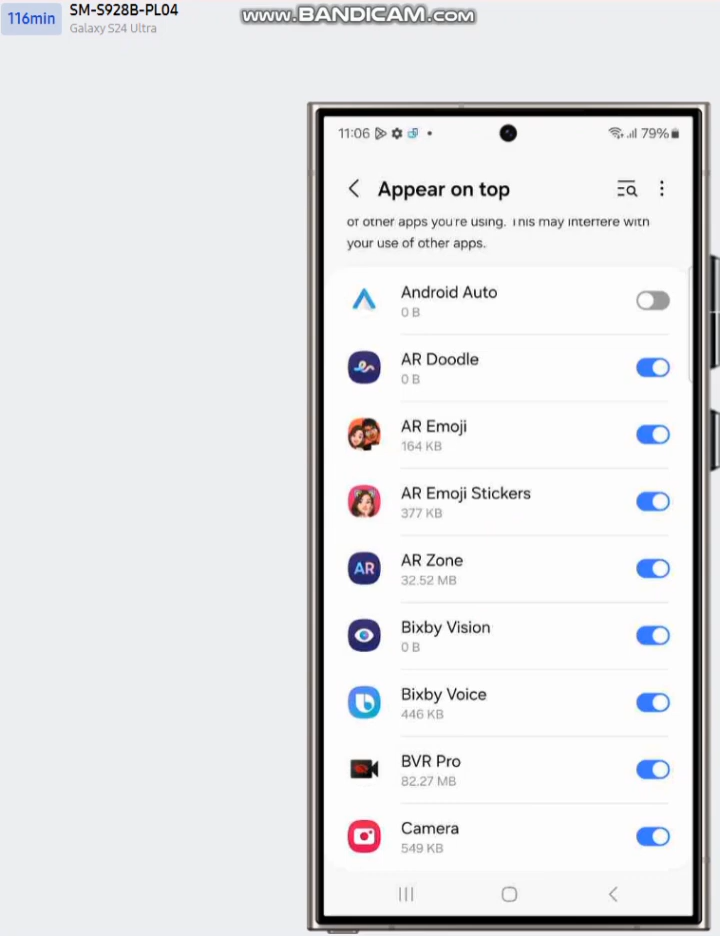 116min
SM-S928B-PL04
Galaxy S24 Ultra
www.BANDICAM.com
11:06
79%
Appear on top
of other apps you're using. This may interfere with
your use of other apps.
Android Auto
0 B
AR Doodle
0 B
AR Emoji
164 KB
AR Emoji Stickers
377 KB
AR
AR Zone
32.52 MB
Bixby Vision
0 B
Bixby Voice
446 KB
BVR Pro
82.27 MB
Camera
549 KB